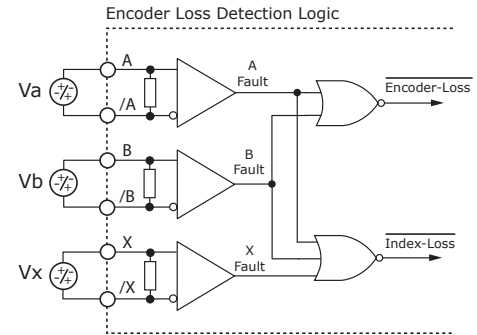 Encoder Loss Detection Logic
A
/A
Va
+/-
-/+
A
Fault
Encoder-Loss
B
/B
Vb
+/-
-/+
B
Fault
X
/X
Vx
+/-
-/+
X
Fault
Index-Loss